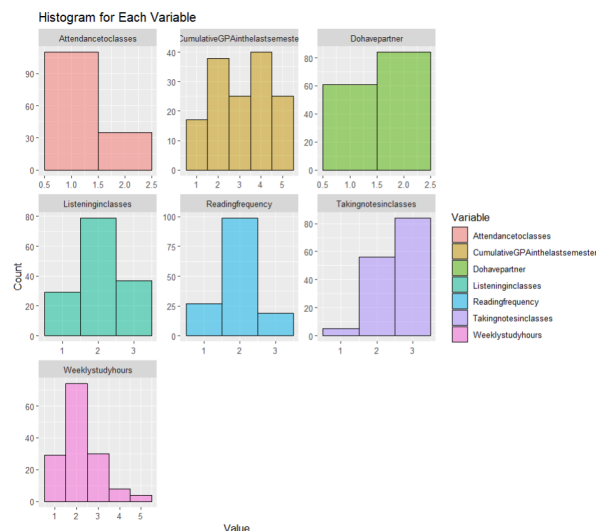 Histogram for Each Variable
Attendancetoclasses
CumulativeGPAinthelastsemester
Dohavepartner
90
60
30
0
0.5 1.0 1.5 2.0 2.5
40
30
20
10
0
1 2 3 4 5
80
60
40
20
0
0.5 1.0 1.5 2.0 2.5
Listeninginclasses
Readingfrequency
Takingnotesinclasses
Count
80
60
40
20
0
1 2 3
100
75
50
25
0
1 2 3
80
60
40
20
0
1 2 3
Weeklystudyhours
60
40
20
0
1 2 3 4 5
Value
Variable
Attendancetoclasses
CumulativeGPAinthelastsemester
Dohavepartner
Listeninginclasses
Readingfrequency
Takingnotesinclasses
Weeklystudyhours